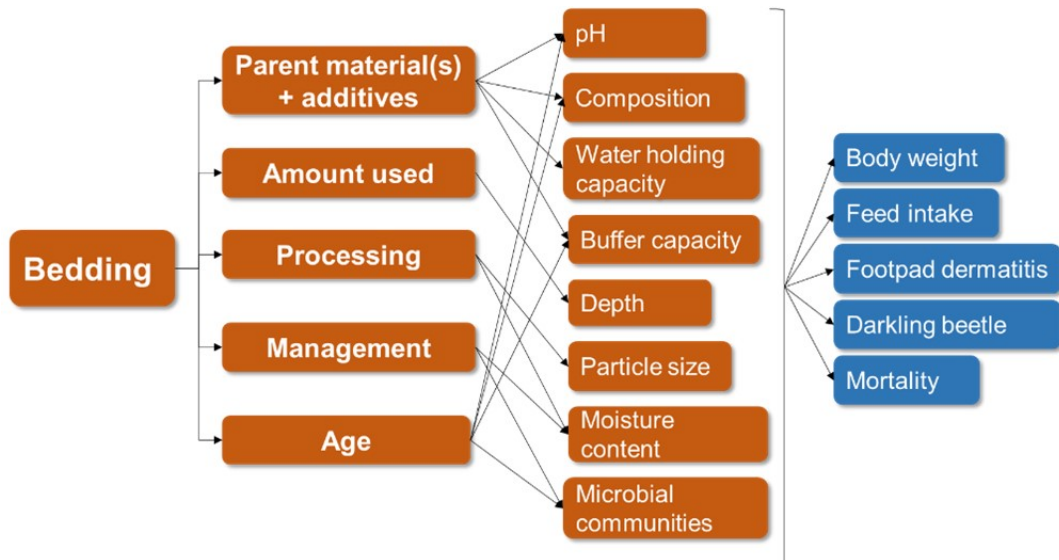 Bedding
Parent material(s)
+ additives
Amount used
Processing
Management
Age
pH
Composition
Water holding
capacity
Buffer capacity
Depth
Particle size
Moisture
content
Microbial
communities
Body weight
Feed intake
Footpad dermatitis
Darkling beetle
Mortality